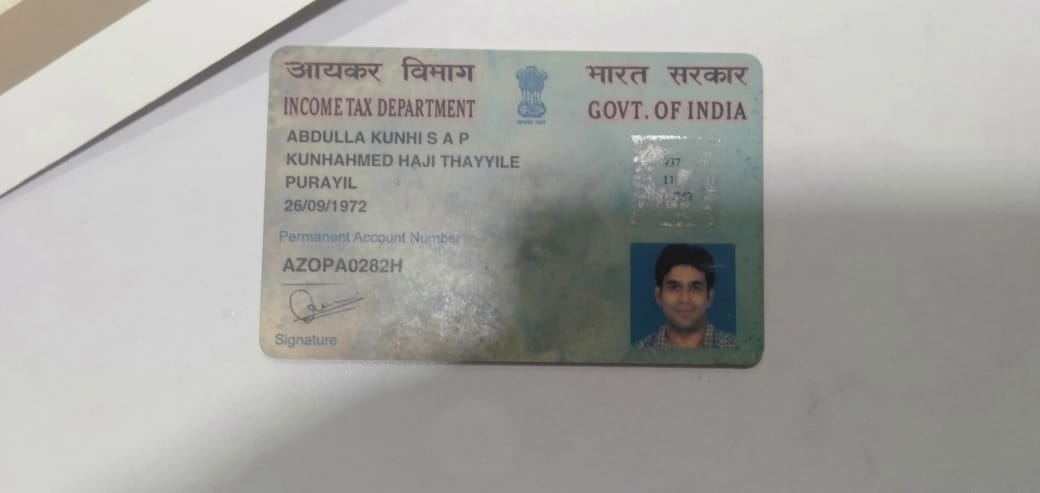 आयकर विभाग
INCOME TAX DEPARTMENT
भारत सरकार
GOVT. OF INDIA
ABDULLA KUNHI S A P
KUNHAHMED HAJI THAYYILE
PURAYIL
26/09/1972
Permanent Account Number
AZOPA0282H
Signature